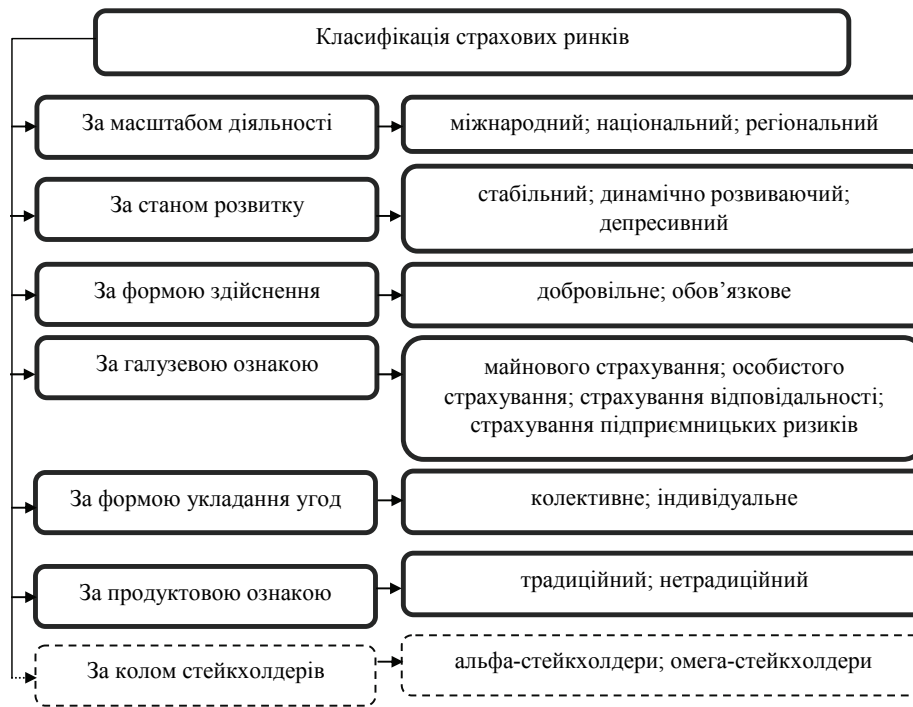 Класифікація страхових ринків
За масштабом діяльності
міжнародний; національний; регіональний
За станом розвитку
стабільний; динамічно розвиваючий;
депресивний
За формою здійснення
добровільне; обов’язкове
За галузевою ознакою
майнового страхування; особистого
страхування; страхування відповідальності;
страхування підприємницьких ризиків
За формою укладання угод
колективне; індивідуальне
За продуктовою ознакою
традиційний; нетрадиційний
За колом стейкхолдерів
альфа-стейкхолдери; омега-стейкхолдери